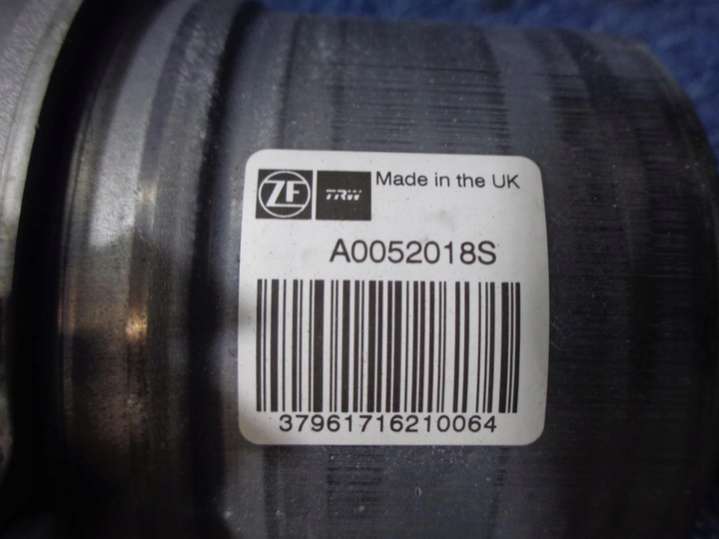 ZF TRW Made in the UK
A0052018S
37961716210064